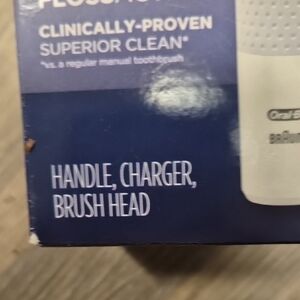 CLINICALLY-PROVEN
SUPERIOR CLEAN*
*vs. a regular manual toothbrush
Oral-B
BRAUN
HANDLE, CHARGER,
BRUSH HEAD